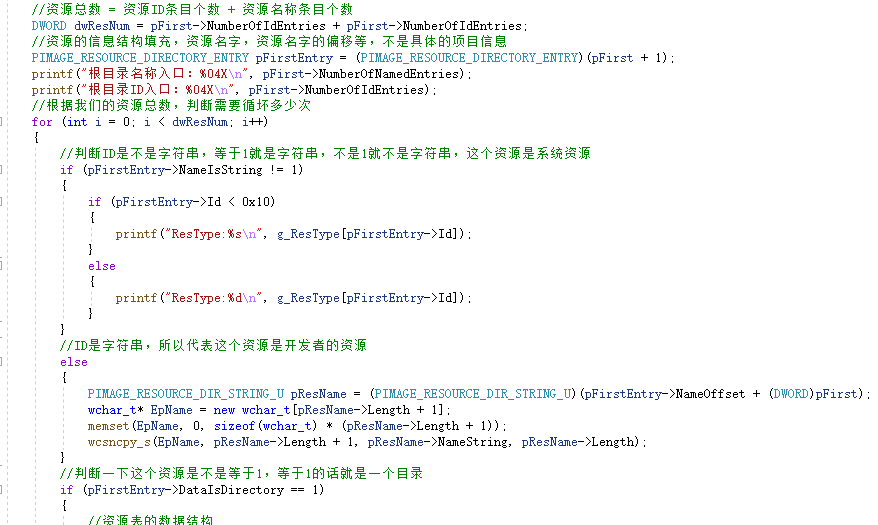 //资源总数 = 资源ID条目个数 + 资源名称条目个数
DWORD dwResNum = pFirst->NumberOfIdEntries + pFirst->NumberOfIdEntries;
//资源的信息结构填充，资源名字，资源名字的偏移等，不是具体的项目信息
PIMAGE_RESOURCE_DIRECTORY_ENTRY pFirstEntry = (PIMAGE_RESOURCE_DIRECTORY_ENTRY)(pFirst + 1);
printf("根目录名称入口：%04X\n", pFirst->NumberOfNamedEntries);
printf("根目录ID入口：%04X\n", pFirst->NumberOfIdEntries);
//根据我们的资源总数，判断需要循坏多少次
for (int i = 0; i < dwResNum; i++)
{
//判断ID是不是字符串，等于1就是字符串，不是1就不是字符串，这个资源是系统资源
if (pFirstEntry->NameIsString != 1)
{
if (pFirstEntry->Id < 0x10)
{
printf("ResType:%s\n", g_ResType[pFirstEntry->Id]);
}
else
{
printf("ResType:%d\n", g_ResType[pFirstEntry->Id]);
}
}
//ID是字符串，所以代表这个资源是开发者的资源
else
{
PIMAGE_RESOURCE_DIR_STRING_U pResName = (PIMAGE_RESOURCE_DIR_STRING_U)(pFirstEntry->NameOffset + (DWORD)pFirst);
wchar_t* EpName = new wchar_t[pResName->Length + 1];
memset(EpName, 0, sizeof(wchar_t) * (pResName->Length + 1));
wcsncpy_s(EpName, pResName->Length + 1, pResName->NameString, pResName->Length);
}
//判断一下这个资源是不是等于1，等于1的话就是一个目录
if (pFirstEntry->DataIsDirectory == 1)
{
//资源表的数据结构